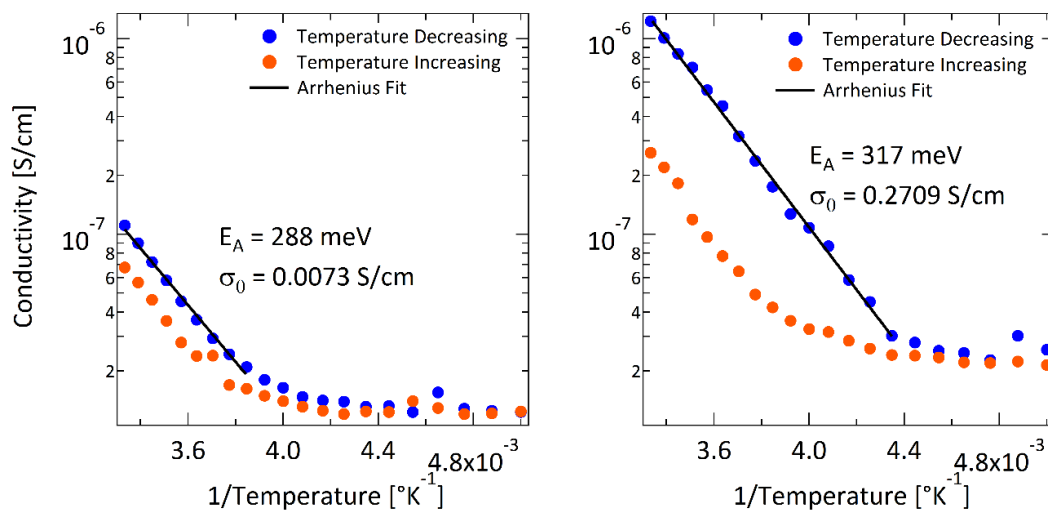 10⁻⁶
8
6
4
2
10⁻⁷
8
6
4
2
Conductivity [S/cm]
Temperature Decreasing
Temperature Increasing
Arrhenius Fit
E_A = 288 meV
σ₀ = 0.0073 S/cm
3.6
4.0
4.4
4.8x10⁻³
1/Temperature [°K⁻¹]
10⁻⁶
8
6
4
2
10⁻⁷
8
6
4
2
Temperature Decreasing
Temperature Increasing
Arrhenius Fit
E_A = 317 meV
σ₀ = 0.2709 S/cm
3.6
4.0
4.4
4.8x10⁻³
1/Temperature [°K⁻¹]